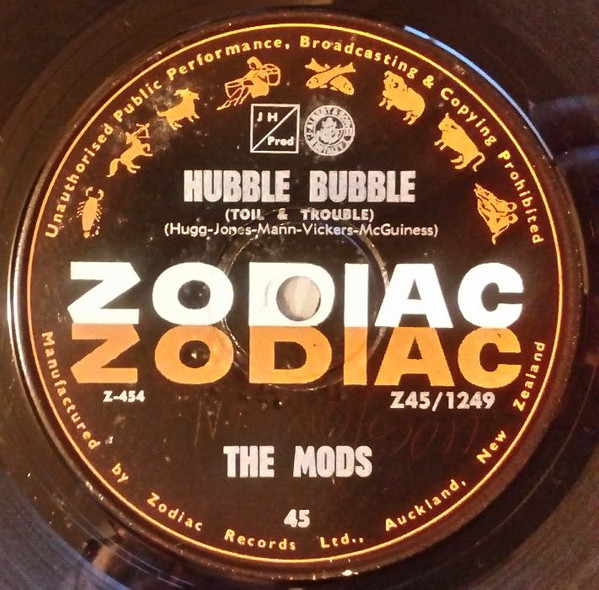 Unauthorised Public Performance, Broadcasting & Copying Prohibited
J H
Prod
HUBBLE BUBBLE
(TOIL & TROUBLE)
(Hugg-Jones-Mann-Vickers-McGuiness)
ZODIAC
ZODIAC
Z-454
Z45/1249
THE MODS
45
Manufactured by Zodiac Records Ltd., Auckland, New Zealand